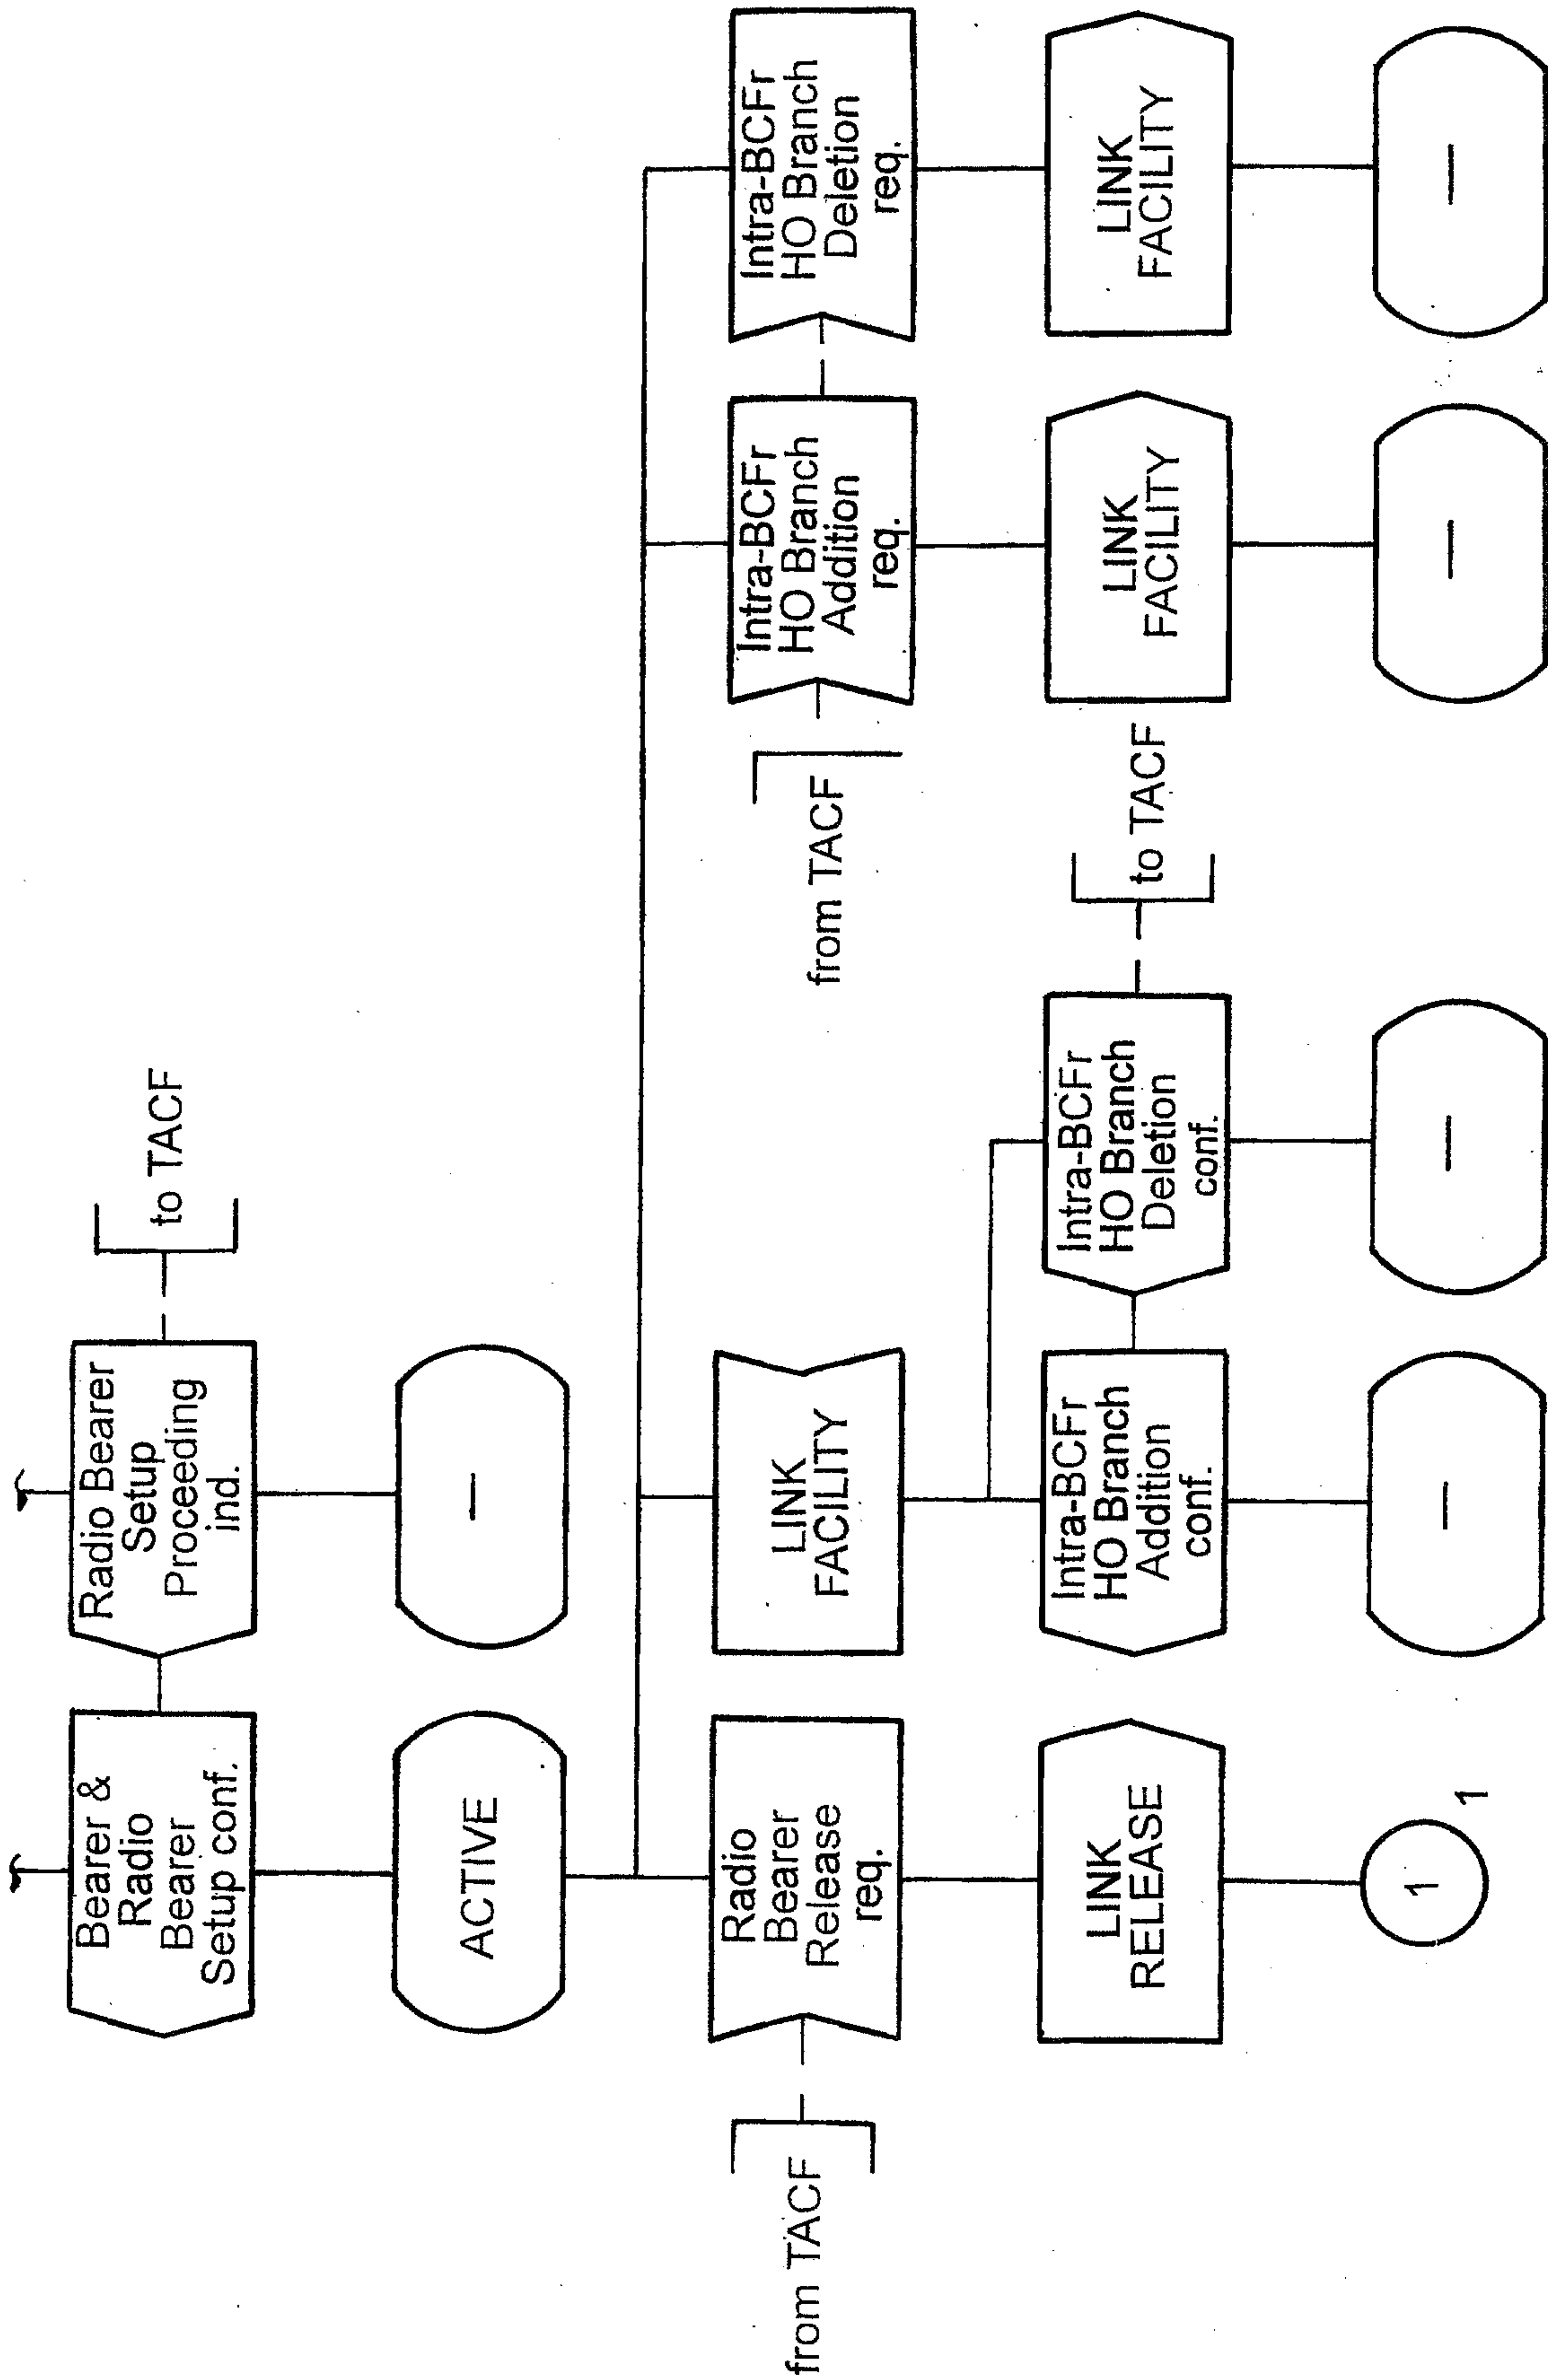 Bearer &
Radio
Bearer
Setup conf.
Radio Bearer
Setup
Proceeding
ind.
to TACF
ACTIVE
–
from TACF
Radio
Bearer
Release
req.
LINK
FACILITY
from TACF
Intra-BCFr
HO Branch
Addition
req.
Intra-BCFr
HO Branch
Deletion
req.
LINK
RELEASE
Intra-BCFr
HO Branch
Addition
conf.
Intra-BCFr
HO Branch
Deletion
conf.
to TACF
LINK
FACILITY
LINK
FACILITY
1
1
–
–
–
–